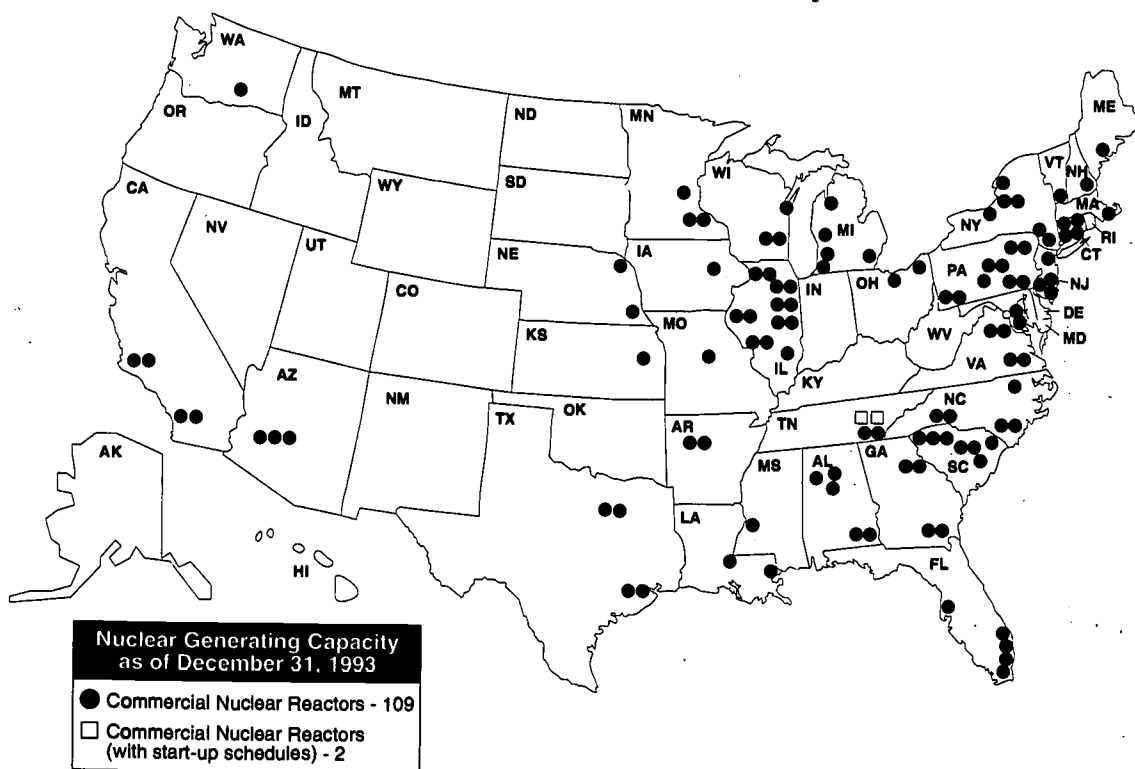 WA
MT
ND
MN
ME
OR
ID
VT
NH
WI
SD
CA
WY
MA
NY
MI
NV
RI
UT
NE
IA
CT
PA
OH
IN
NJ
CO
DE
MO
KS
WV
MD
IL
VA
AZ
KY
NC
NM
OK
TX
AR
TN
GA
AK
MS
AL
SC
LA
FL
HI
Nuclear Generating Capacity
as of December 31, 1993
Commercial Nuclear Reactors - 109
Commercial Nuclear Reactors
(with start-up schedules) - 2